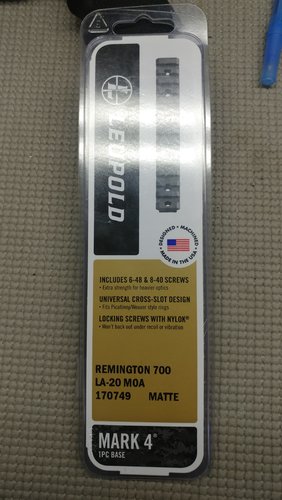 LEUPOLD
DESIGNED • MACHINED
MADE IN THE USA
INCLUDES 6-48 & 8-40 SCREWS
• Extra strength for heavier optics
UNIVERSAL CROSS-SLOT DESIGN
• Fits Picatinny/Weaver style rings
LOCKING SCREWS WITH NYLOK®
• Won't back out under recoil or vibration
REMINGTON 700
LA-20 MOA
170749 MATTE
MARK 4®
1PC BASE